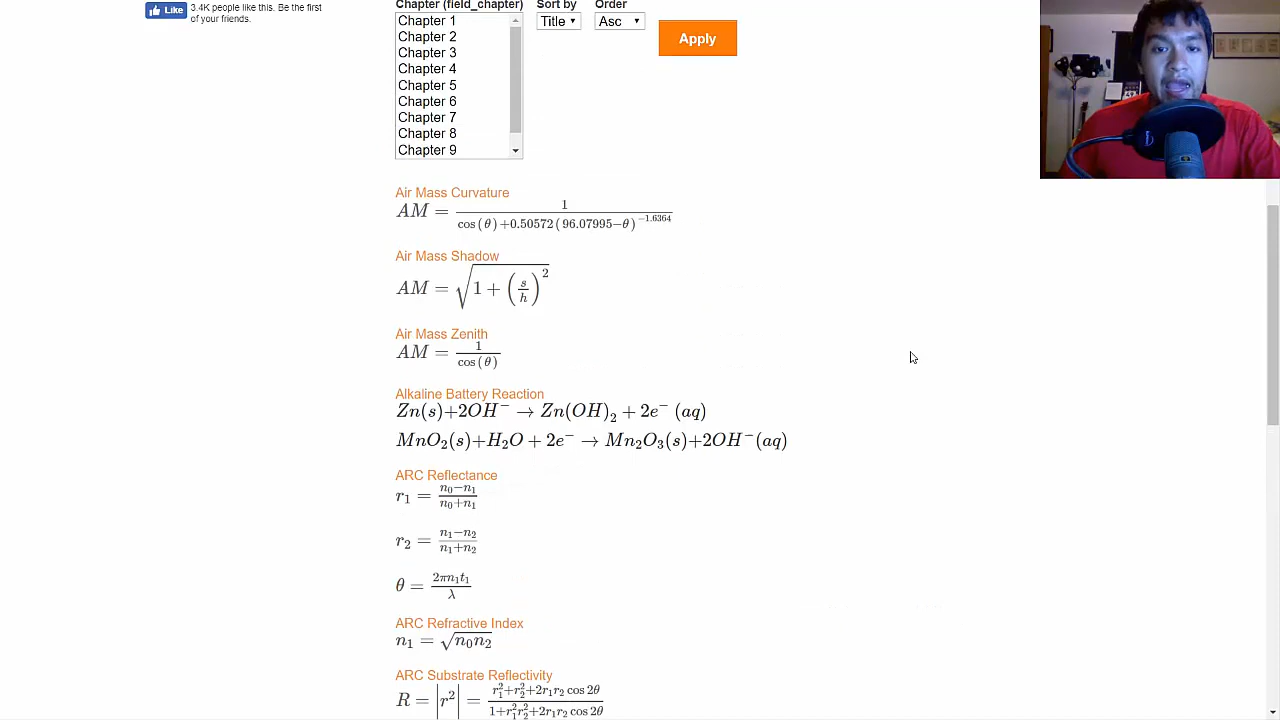 Like
3.4K people like this. Be the first
of your friends.
Chapter (field_chapter)
Sort by
Order
Chapter 1
Chapter 2
Chapter 3
Chapter 4
Chapter 5
Chapter 6
Chapter 7
Chapter 8
Chapter 9
Title
Asc
Apply
Air Mass Curvature
AM = 1 / cos(θ)+0.50572(96.07995−θ)^−1.6364
Air Mass Shadow
AM = √(1 + (s/h)²)
Air Mass Zenith
AM = 1 / cos(θ)
Alkaline Battery Reaction
Zn(s)+2OH⁻ → Zn(OH)₂ + 2e⁻ (aq)
MnO₂(s)+H₂O + 2e⁻ → Mn₂O₃(s)+2OH⁻(aq)
ARC Reflectance
r₁ = n₀−n₁ / n₀+n₁
r₂ = n₁−n₂ / n₁+n₂
θ = 2πn₁t₁ / λ
ARC Refractive Index
n₁ = √n₀n₂
ARC Substrate Reflectivity
R = |r²| = r₁²+r₂²+2r₁r₂ cos 2θ / 1+r₁²r₂²+2r₁r₂ cos 2θ